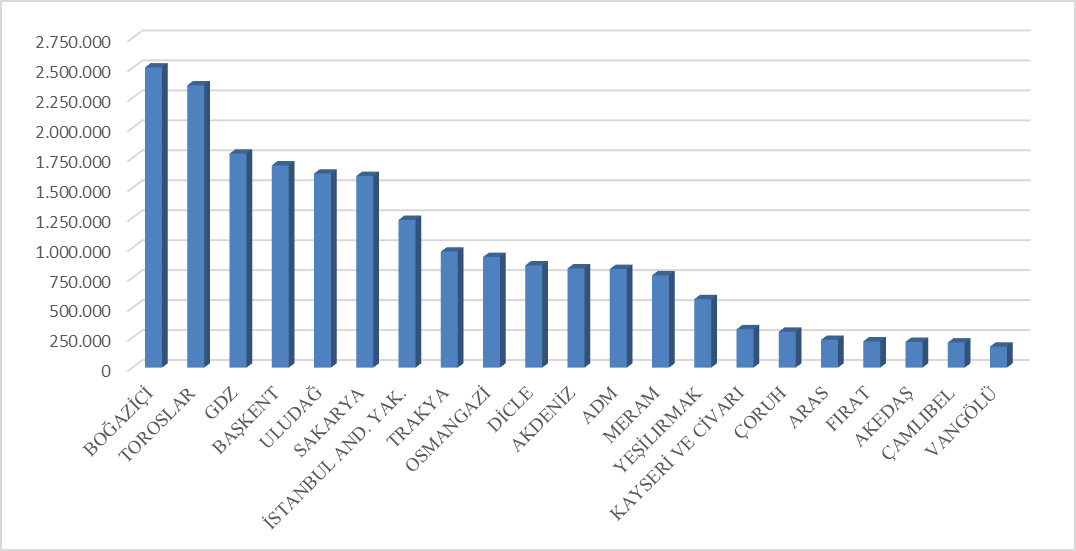 2.750.000
2.500.000
2.250.000
2.000.000
1.750.000
1.500.000
1.250.000
1.000.000
750.000
500.000
250.000
0
BOĞAZİÇİ
TOROSLAR
GDZ
BAŞKENT
ULUDAĞ
SAKARYA
İSTANBUL AND. YAK.
TRAKYA
OSMANGAZİ
DİCLE
AKDENİZ
ADM
MERAM
YEŞİLIRMAK
KAYSERİ VE CİVARI
ÇORUH
ARAS
FIRAT
AKEDAŞ
ÇAMLIBEL
VANGÖLÜ